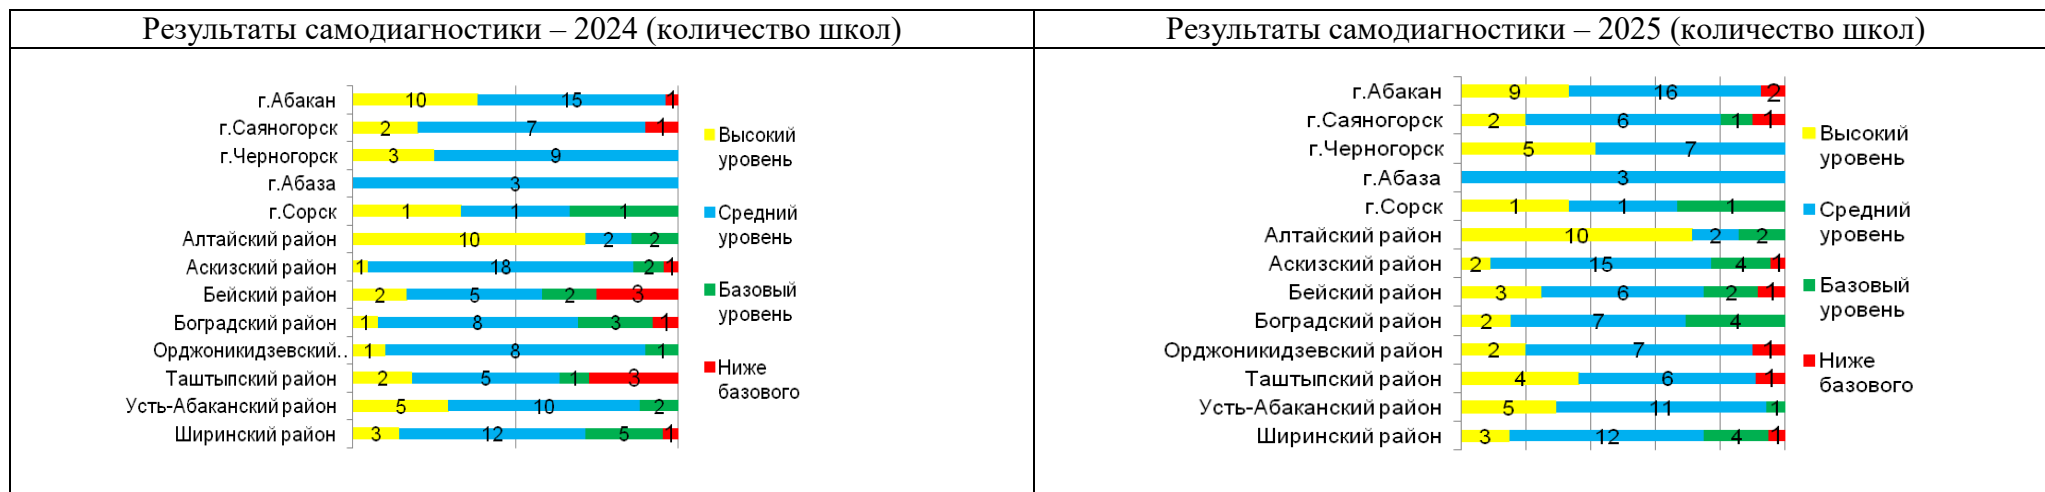 Результаты самодиагностики – 2024 (количество школ)
г.Абакан 10 15 1
г.Саяногорск 2 7 1
г.Черногорск 3 9
г.Абаза 3
г.Сорск 1 1 1
Алтайский район 10 2 2
Аскизский район 1 18 2 1
Бейский район 2 5 2 3
Боградский район 1 8 3 1
Орджоникидзевский.. 1 8 1
Таштыпский район 2 5 1 3
Усть-Абаканский район 5 10 2
Ширинский район 3 12 5 1
Высокий
уровень
Средний
уровень
Базовый
уровень
Ниже
базового
Результаты самодиагностики – 2025 (количество школ)
г.Абакан 9 16 2
г.Саяногорск 2 6 1 1
г.Черногорск 5 7
г.Абаза 3
г.Сорск 1 1 1
Алтайский район 10 2 2
Аскизский район 2 15 4 1
Бейский район 3 6 2 1
Боградский район 2 7 4
Орджоникидзевский район 2 7 1
Таштыпский район 4 6 1
Усть-Абаканский район 5 11 1
Ширинский район 3 12 4 1
Высокий
уровень
Средний
уровень
Базовый
уровень
Ниже
базового